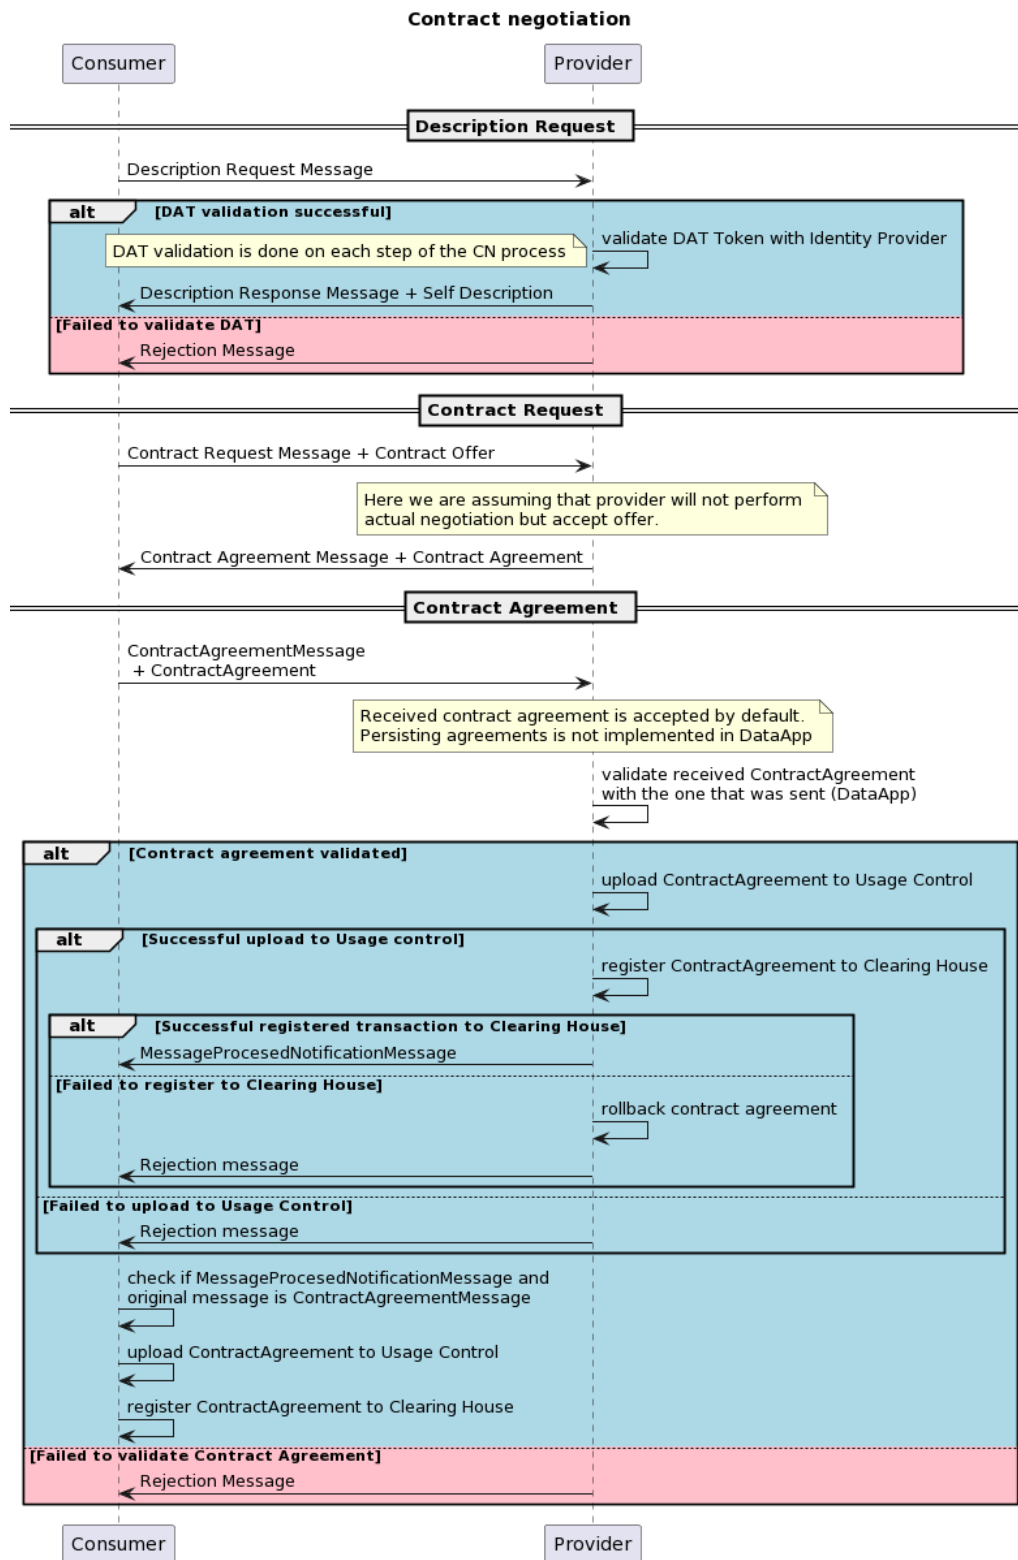 Contract negotiation
Consumer
Provider
Description Request
Description Request Message
alt
[DAT validation successful]
DAT validation is done on each step of the CN process
validate DAT Token with Identity Provider
Description Response Message + Self Description
[Failed to validate DAT]
Rejection Message
Contract Request
Contract Request Message + Contract Offer
Here we are assuming that provider will not perform
actual negotiation but accept offer.
Contract Agreement Message + Contract Agreement
Contract Agreement
ContractAgreementMessage
+ ContractAgreement
Received contract agreement is accepted by default.
Persisting agreements is not implemented in DataApp
validate received ContractAgreement
with the one that was sent (DataApp)
alt
[Contract agreement validated]
upload ContractAgreement to Usage Control
alt
[Successful upload to Usage control]
register ContractAgreement to Clearing House
alt
[Successful registered transaction to Clearing House]
MessageProcesedNotificationMessage
[Failed to register to Clearing House]
rollback contract agreement
Rejection message
[Failed to upload to Usage Control]
Rejection message
check if MessageProcesedNotificationMessage and
original message is ContractAgreementMessage
upload ContractAgreement to Usage Control
register ContractAgreement to Clearing House
[Failed to validate Contract Agreement]
Rejection Message
Consumer
Provider